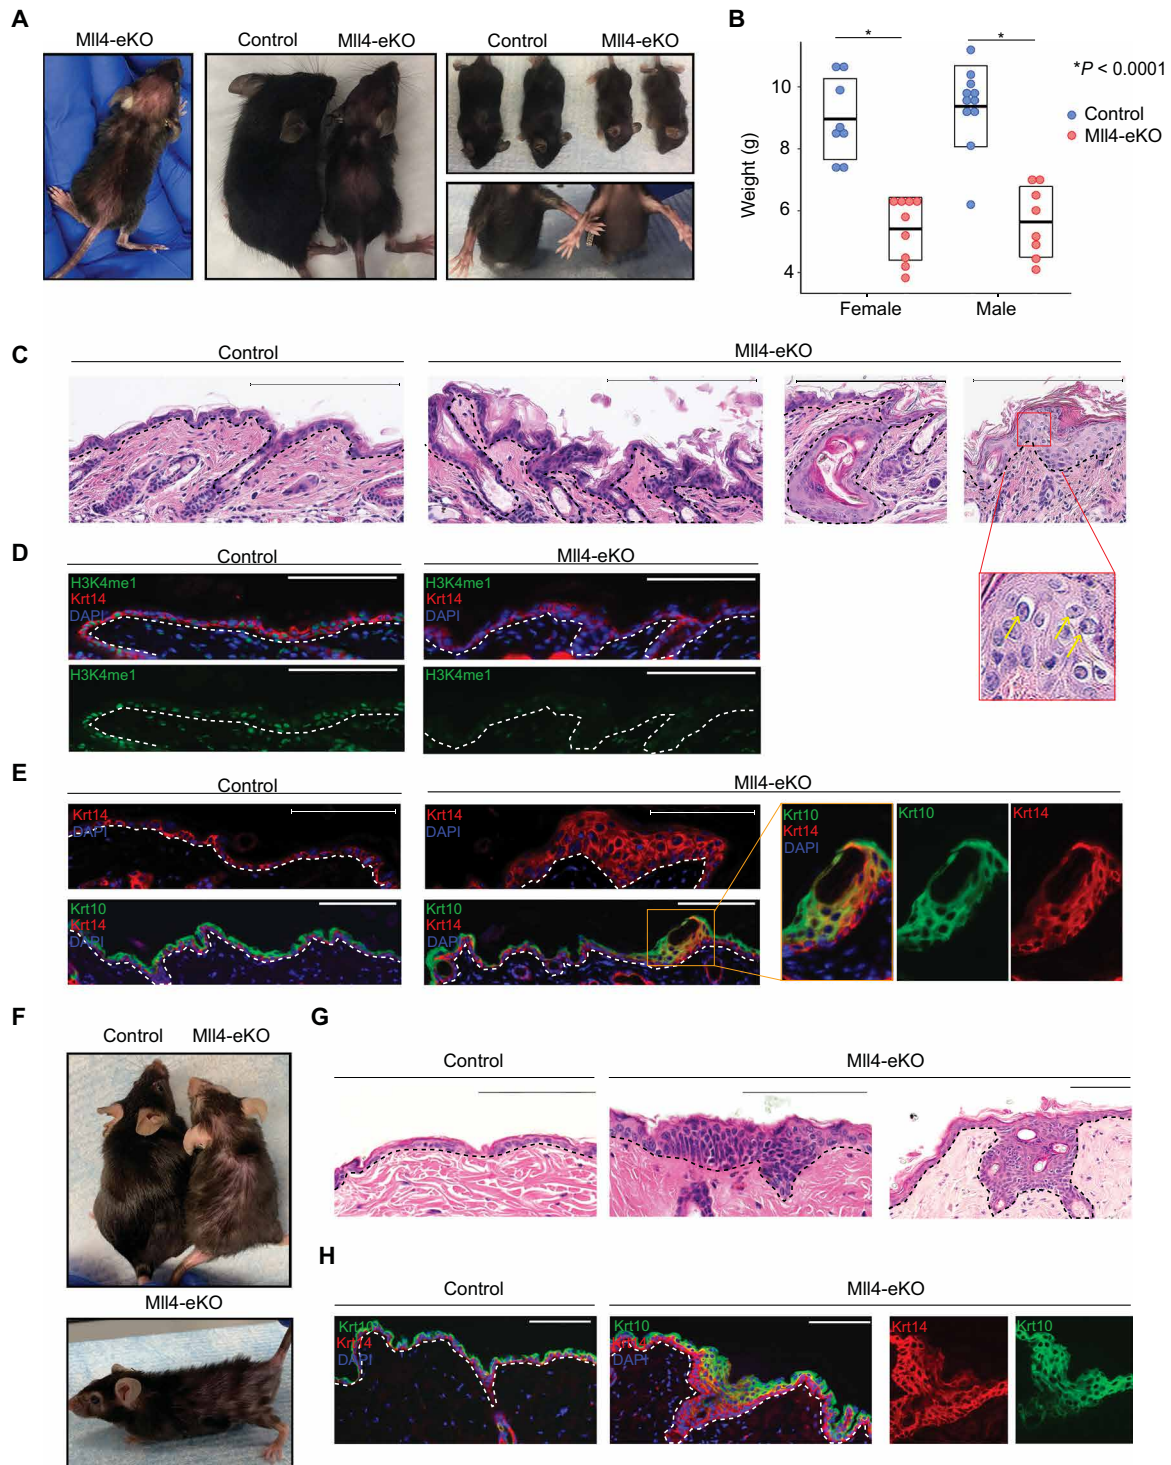 A
Mll4-eKO
Control Mll4-eKO
Control Mll4-eKO
B
* *
*P < 0.0001
Control
Mll4-eKO
Weight (g)
10
8
6
4
Female Male
C
Control
Mll4-eKO
D
Control
Mll4-eKO
H3K4me1
Krt14
DAPI
H3K4me1
Krt14
DAPI
H3K4me1
H3K4me1
E
Control
Mll4-eKO
Krt14
DAPI
Krt14
DAPI
Krt10
Krt14
DAPI
Krt10
Krt14
Krt10
Krt14
DAPI
Krt10
Krt14
DAPI
F
Control Mll4-eKO
Mll4-eKO
G
Control
Mll4-eKO
H
Control
Mll4-eKO
Krt10
Krt14
DAPI
Krt10
Krt14
DAPI
Krt14
Krt10